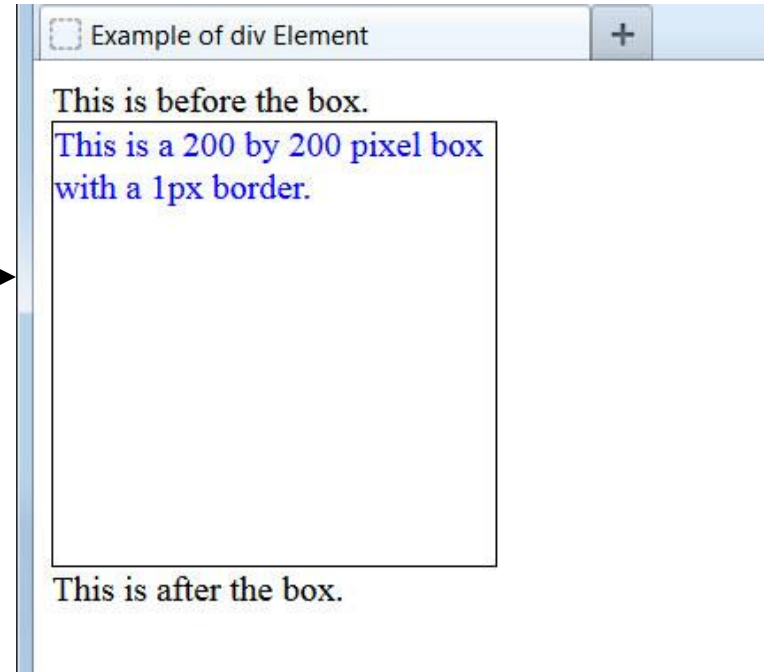 Example of div Element
+
This is before the box.
This is a 200 by 200 pixel box
with a 1px border.
This is after the box.